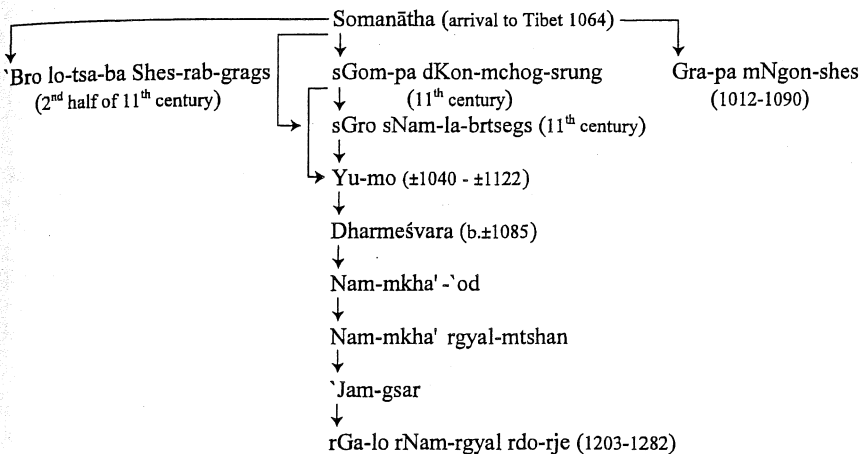 Somanātha (arrival to Tibet 1064)
`Bro lo-tsa-ba Shes-rab-grags
(2nd half of 11th century)
sGom-pa dKon-mchog-srung
(11th century)
Gra-pa mNgon-shes
(1012-1090)
sGro sNam-la-brtsegs (11th century)
Yu-mo (±1040 - ±1122)
Dharmeśvara (b.±1085)
Nam-mkha' -`od
Nam-mkha' rgyal-mtshan
`Jam-gsar
rGa-lo rNam-rgyal rdo-rje (1203-1282)